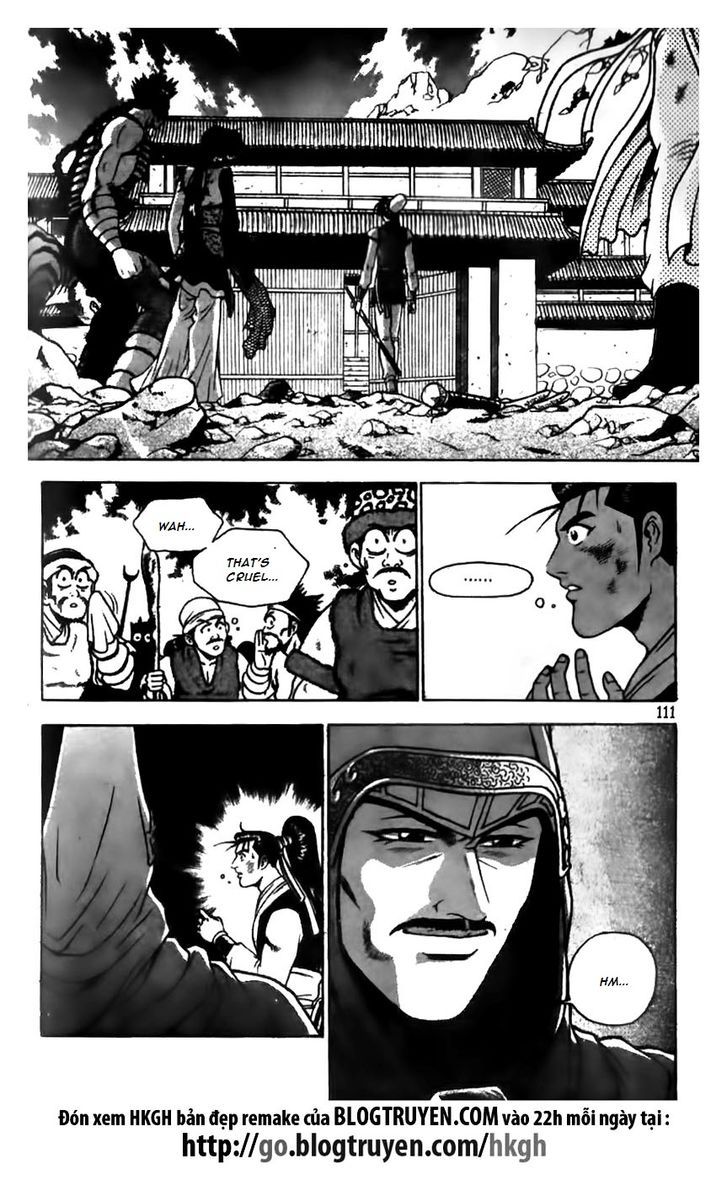 WAH...
THAT'S
CRUEL...
......
111
HM...
Đón xem HKGH bản đẹp remake của BLOGTRUYEN.COM vào 22h mỗi ngày tại :
http://go.blogtruyen.com/hkgh